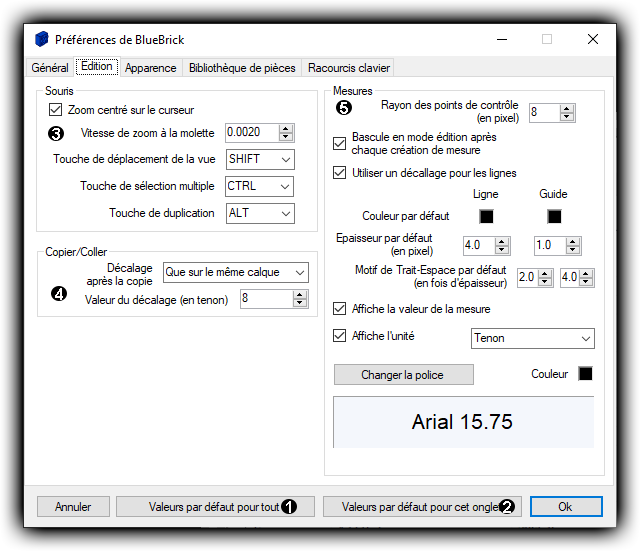 Préférences de BlueBrick
Général Edition Apparence Bibliothèque de pièces Racourcis clavier
Souris
Zoom centré sur le curseur
3 Vitesse de zoom à la molette 0.0020
Touche de déplacement de la vue SHIFT
Touche de sélection multiple CTRL
Touche de duplication ALT
Copier/Coller
Décalage
après la copie Que sur le même calque
4 Valeur du décalage (en tenon) 8
Mesures
5 Rayon des points de contrôle
(en pixel) 8
Bascule en mode édition après
chaque création de mesure
Utiliser un décallage pour les lignes
Ligne Guide
Couleur par défaut
Epaisseur par défaut
(en pixel) 4.0 1.0
Motif de Trait-Espace par défaut
(en fois d'épaisseur) 2.0 4.0
Affiche la valeur de la mesure
Affiche l'unité Tenon
Changer la police Couleur
Arial 15.75
Annuler Valeurs par défaut pour tout 1 Valeurs par défaut pour cet onglet 2 Ok